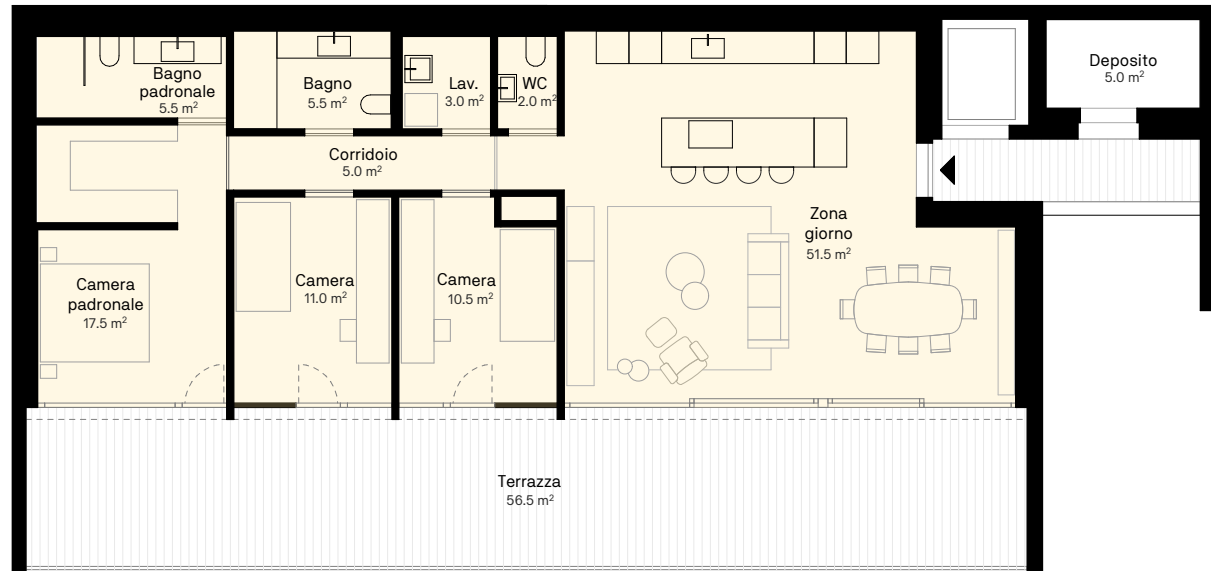 Bagno
padronale
5.5 m²
Bagno
5.5 m²
Lav.
3.0 m²
WC
2.0 m²
Deposito
5.0 m²
Corridoio
5.0 m²
Zona
giorno
51.5 m²
Camera
padronale
17.5 m²
Camera
11.0 m²
Camera
10.5 m²
Terrazza
56.5 m²